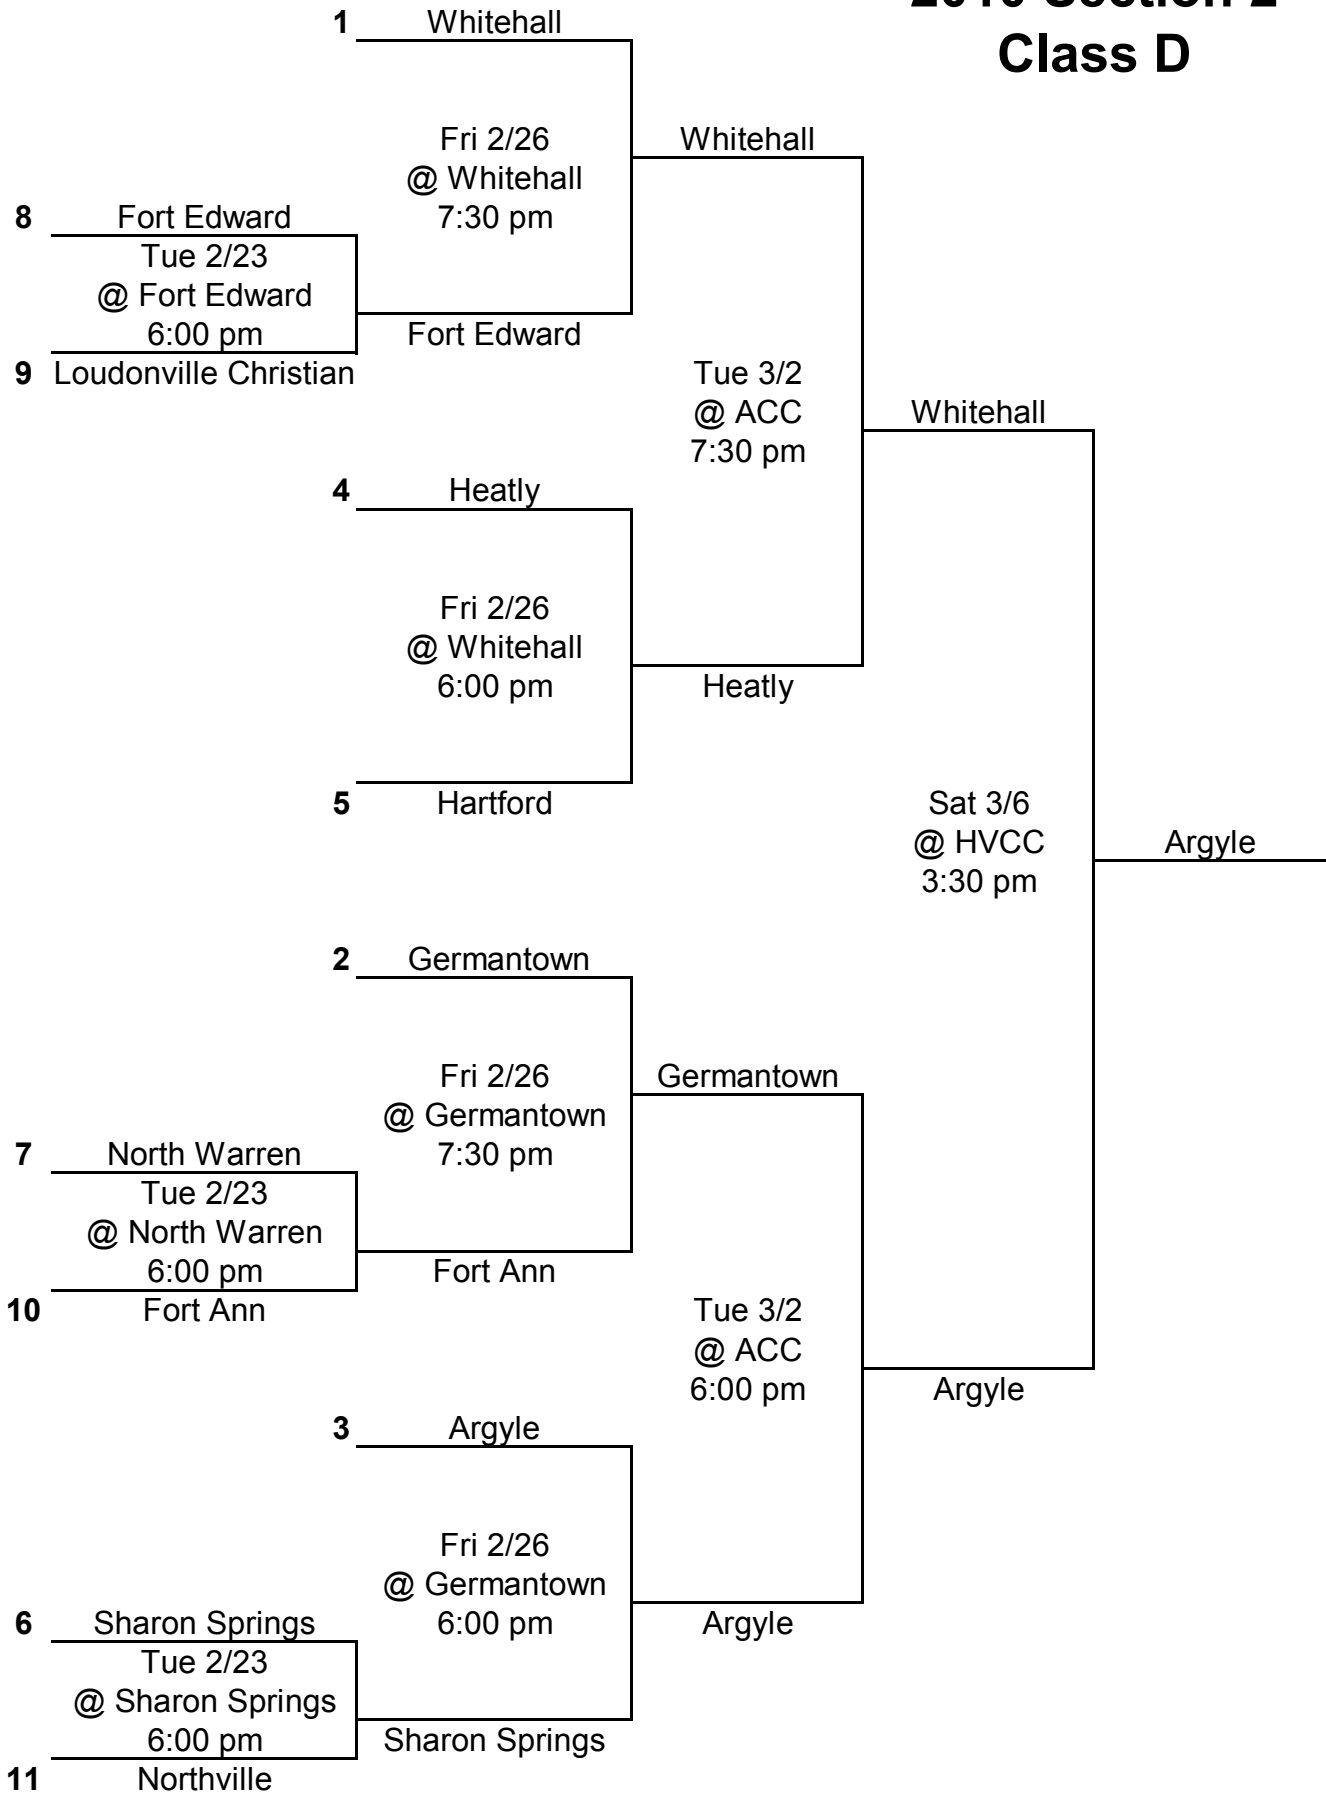 2010 Section 2
Class D
1 Whitehall
Fri 2/26
@ Whitehall
7:30 pm
Whitehall
8 Fort Edward
Tue 2/23
@ Fort Edward
6:00 pm
Fort Edward
9 Loudonville Christian
Tue 3/2
@ ACC
7:30 pm
Whitehall
4 Heatly
Fri 2/26
@ Whitehall
6:00 pm
Heatly
5 Hartford
Sat 3/6
@ HVCC
3:30 pm
Argyle
2 Germantown
Fri 2/26
@ Germantown
7:30 pm
Germantown
7 North Warren
Tue 2/23
@ North Warren
6:00 pm
Fort Ann
10 Fort Ann
Tue 3/2
@ ACC
6:00 pm
Argyle
3 Argyle
Fri 2/26
@ Germantown
6:00 pm
Argyle
6 Sharon Springs
Tue 2/23
@ Sharon Springs
6:00 pm
Sharon Springs
11 Northville